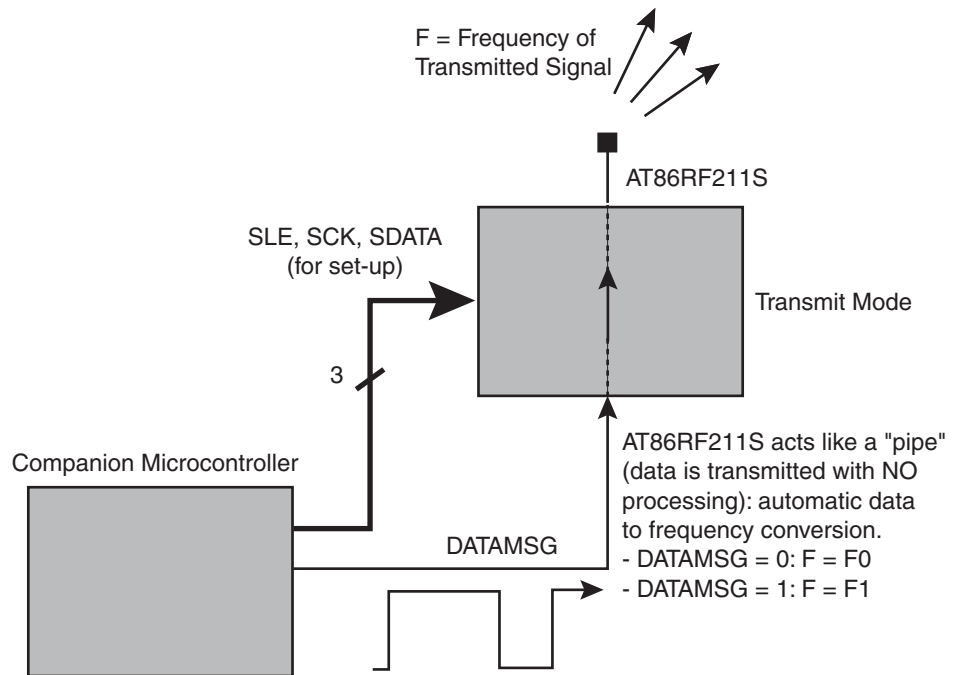 F = Frequency of
Transmitted Signal
AT86RF211S
SLE, SCK, SDATA
(for set-up)
Transmit Mode
3
Companion Microcontroller
AT86RF211S acts like a "pipe"
(data is transmitted with NO
processing): automatic data
to frequency conversion.
- DATAMSG = 0: F = F0
- DATAMSG = 1: F = F1
DATAMSG